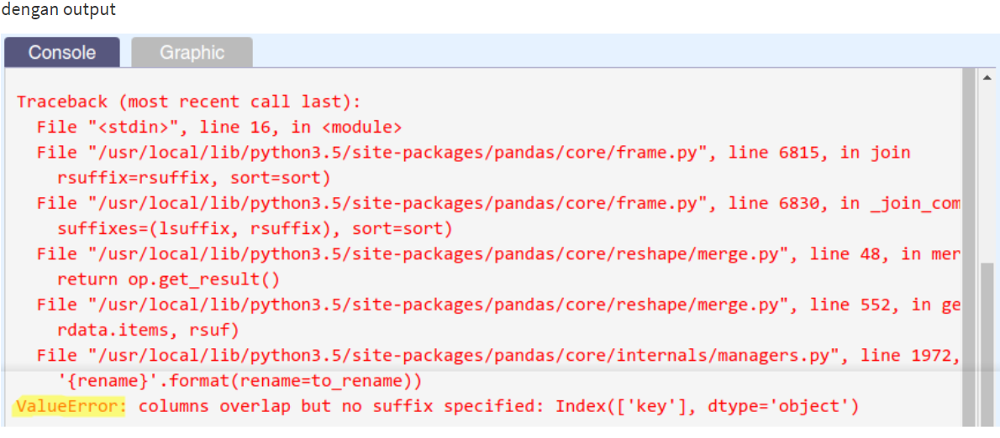 dengan output
Console
Graphic
Traceback (most recent call last):
File "<stdin>", line 16, in <module>
File "/usr/local/lib/python3.5/site-packages/pandas/core/frame.py", line 6815, in join
rsuffix=rsuffix, sort=sort)
File "/usr/local/lib/python3.5/site-packages/pandas/core/frame.py", line 6830, in _join_com
suffixes=(lsuffix, rsuffix), sort=sort)
File "/usr/local/lib/python3.5/site-packages/pandas/core/reshape/merge.py", line 48, in mer
return op.get_result()
File "/usr/local/lib/python3.5/site-packages/pandas/core/reshape/merge.py", line 552, in ge
rdata.items, rsuf)
File "/usr/local/lib/python3.5/site-packages/pandas/core/internals/managers.py", line 1972,
'{rename}'.format(rename=to_rename))
ValueError: columns overlap but no suffix specified: Index(['key'], dtype='object')